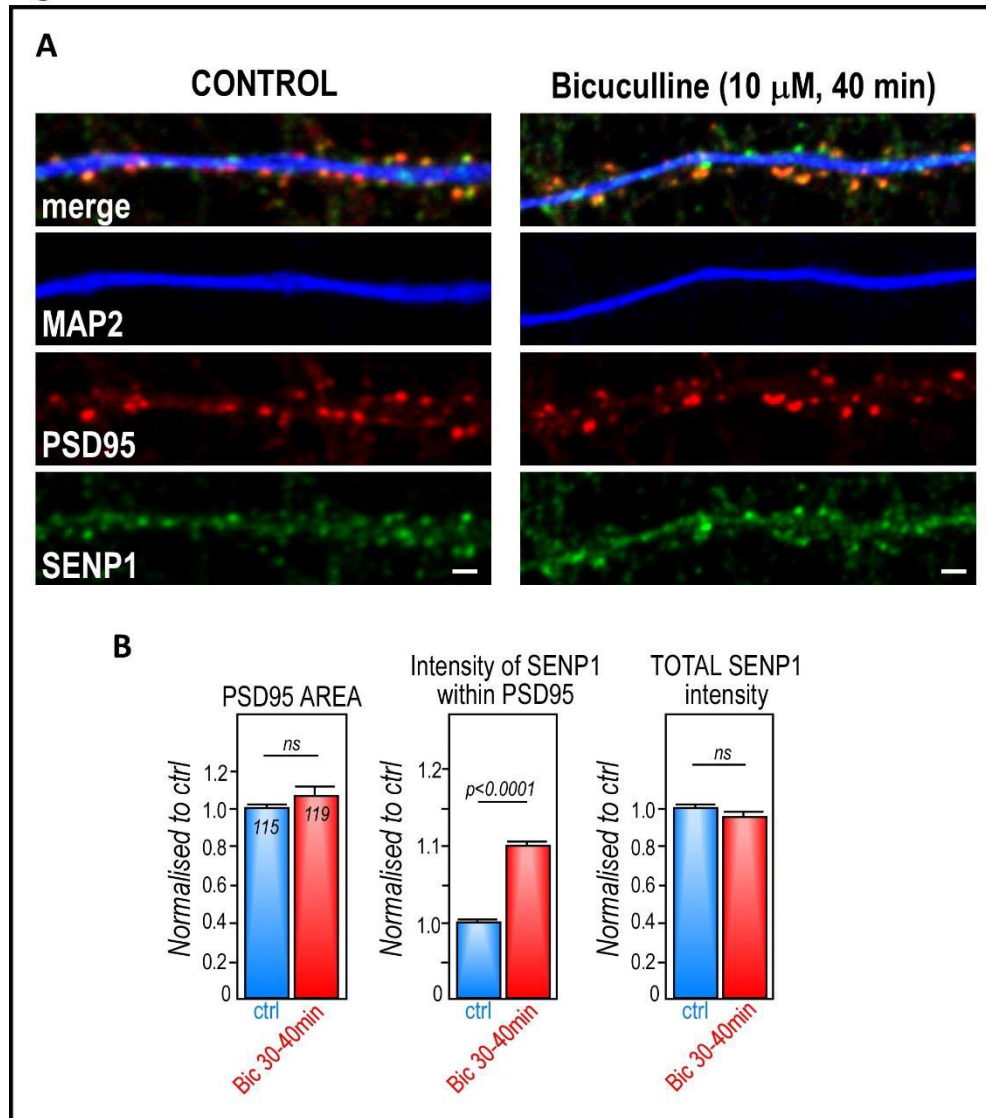 A
CONTROL
Bicuculline (10 μM, 40 min)
merge
MAP2
PSD95
SENP1
B
PSD95 AREA
Normalised to ctrl
1.2
1.0
0.8
0.6
0.4
0.2
0
ns
115
119
ctrl
Bic 30-40min
Intensity of SENP1
within PSD95
Normalised to ctrl
1.2
1.1
1.0
0
p<0.0001
ctrl
Bic 30-40min
TOTAL SENP1
intensity
Normalised to ctrl
1.0
0.8
0.6
0.4
0.2
0
ns
ctrl
Bic 30-40min